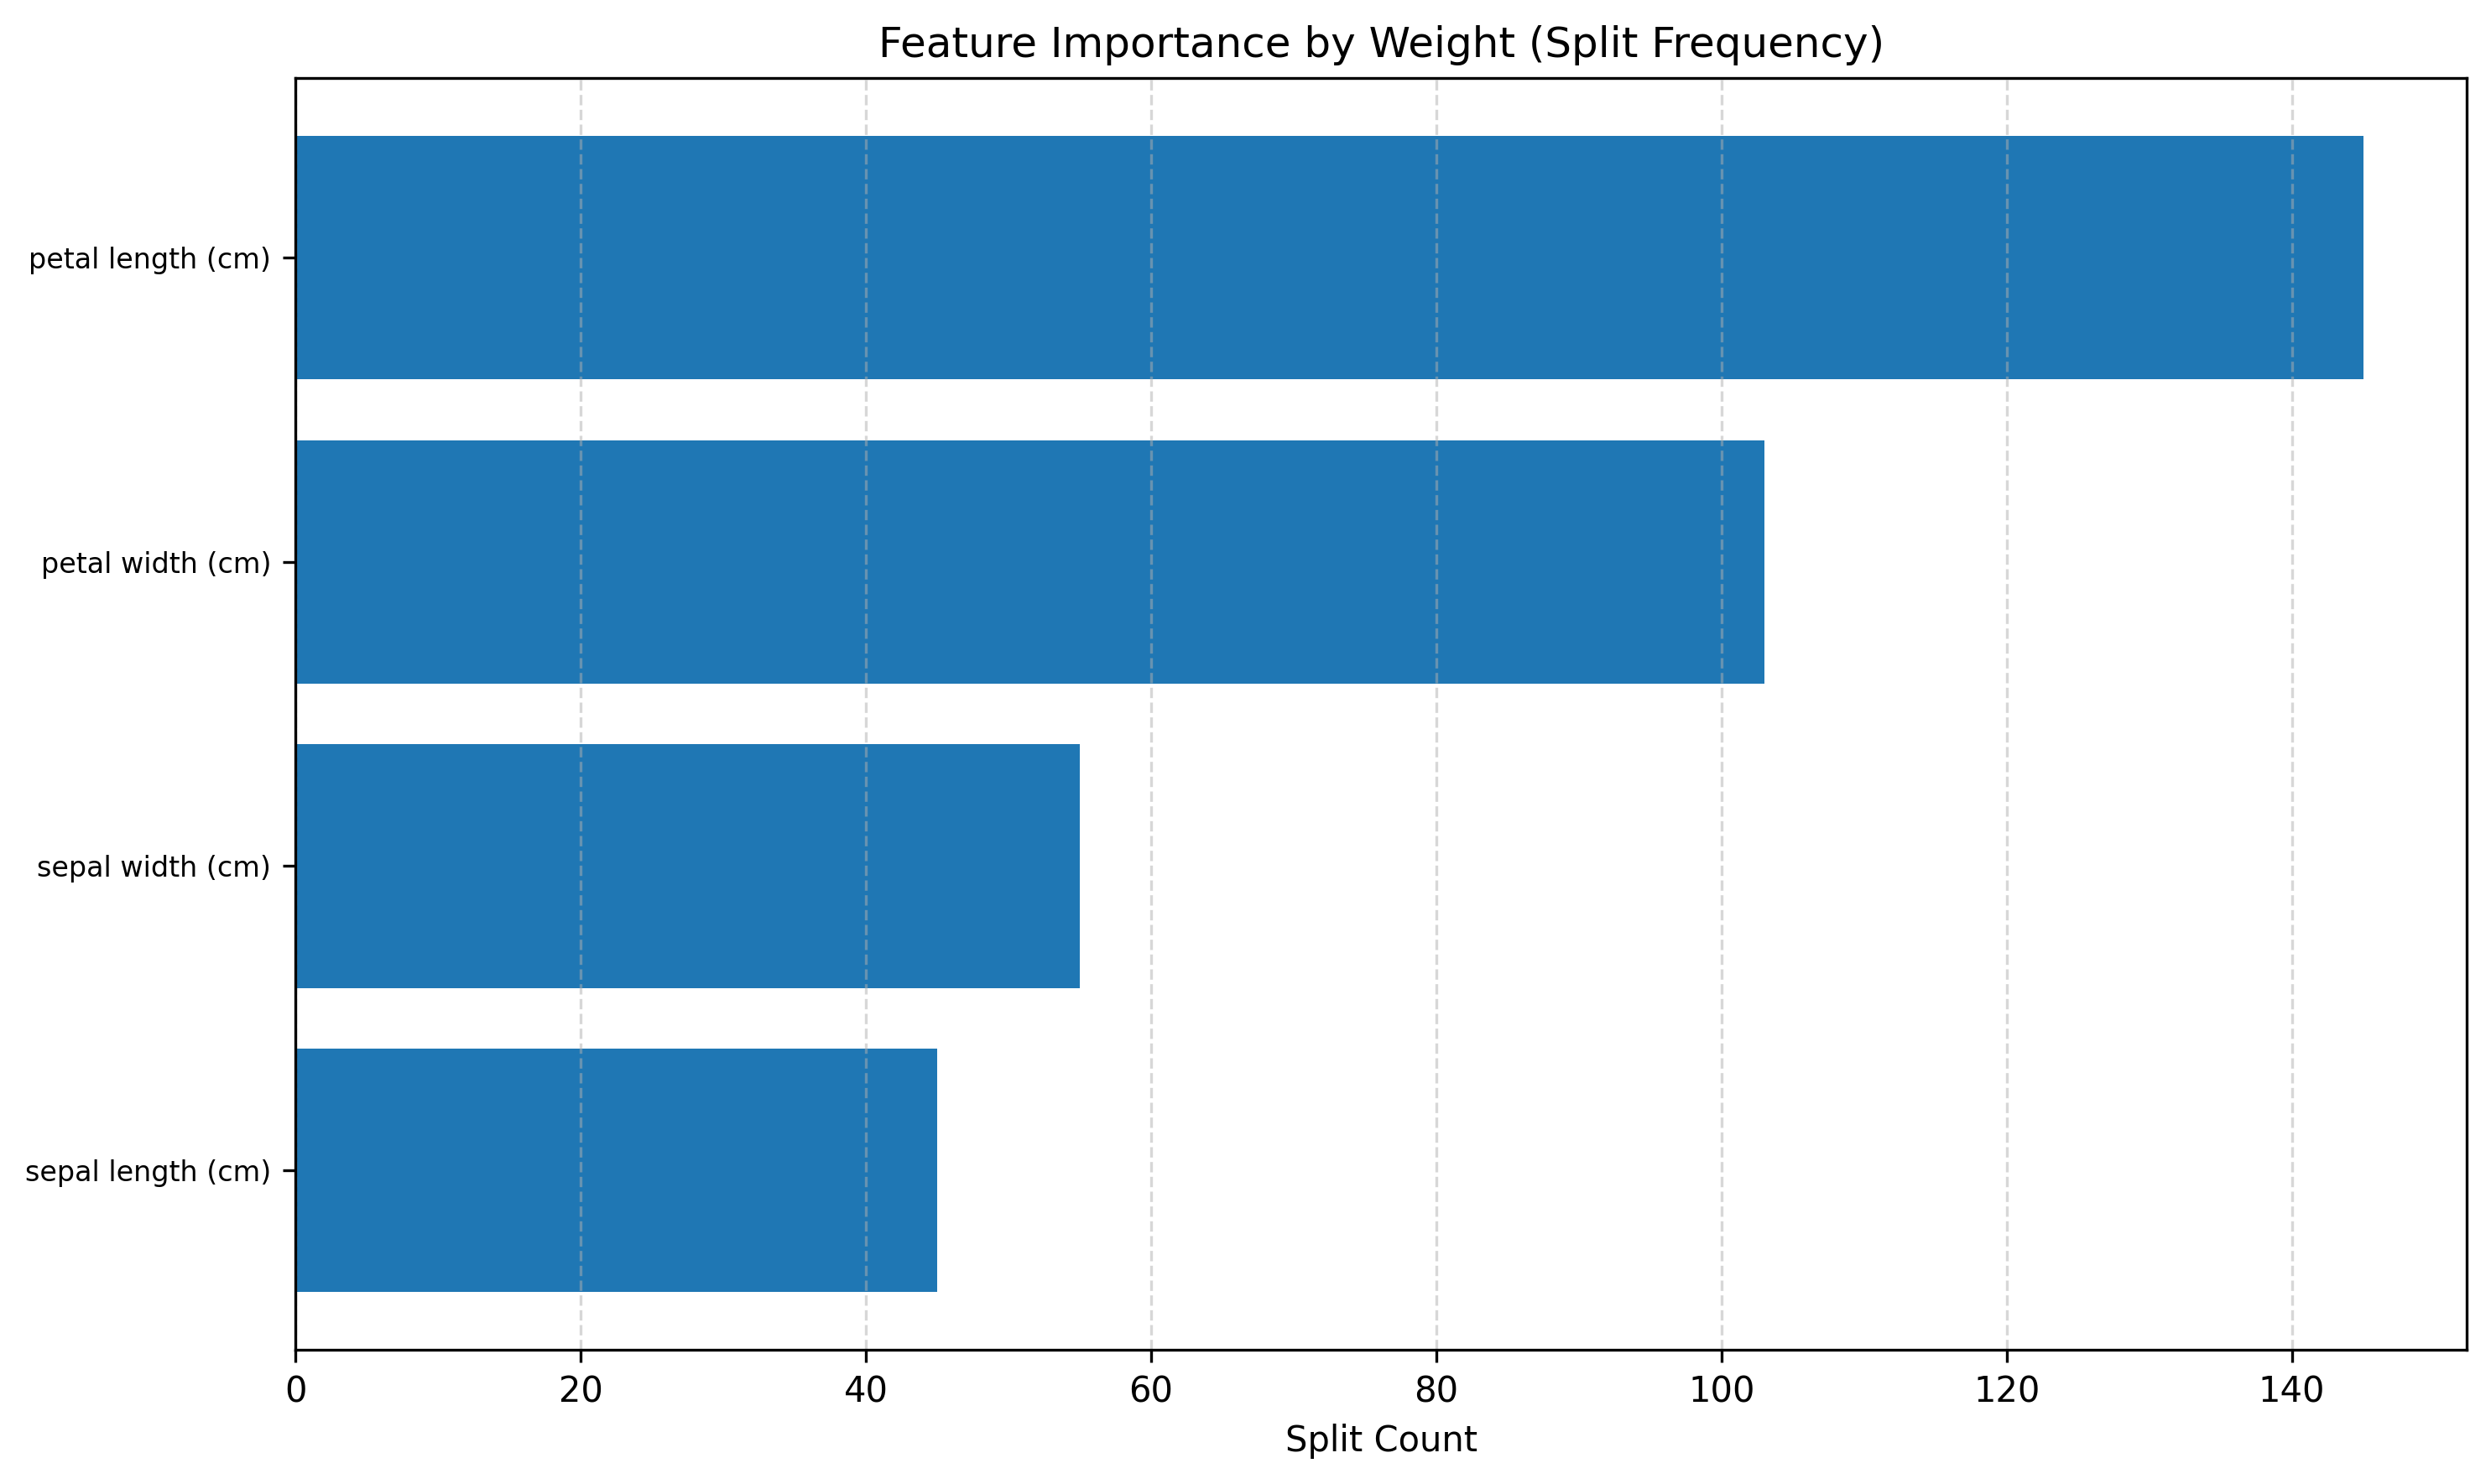 Feature Importance by Weight (Split Frequency)
petal length (cm)
petal width (cm)
sepal width (cm)
sepal length (cm)
0 20 40 60 80 100 120 140
Split Count